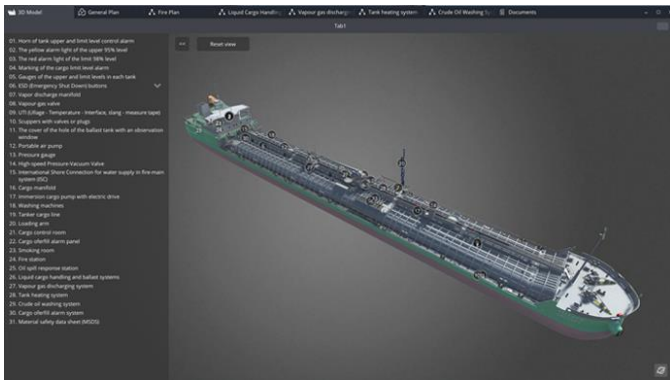 3D Model
General Plan
Fire Plan
Liquid Cargo Handling
Vapour gas discharg
Tank heating system
Crude Oil Washing Sy
Documents
Tab1
Reset view
01. Horn of tank upper and limit level control alarm
02. The yellow alarm light of the upper 95% level
03. The red alarm light of the limit 98% level
04. Marking of the cargo limit level alarm
05. Gauges of the upper and limit levels in each tank
06. ESD (Emergency Shut Down) buttons
07. Vapor discharge manifold
08. Vapour gas valve
09. UTI (Ullage - Temperature - Interface, slang - measure tape)
10. Scuppers with valves or plugs
11. The cover of the hole of the ballast tank with an observation
window
12. Portable air pump
13. Pressure gauge
14. High-speed Pressure-Vacuum Valve
15. International Shore Connection for water supply in fire-main
system (ISC)
16. Cargo manifold
17. Immersion cargo pump with electric drive
18. Washing machines
19. Tanker cargo line
20. Loading arm
21. Cargo control room
22. Cargo oferfill alarm panel
23. Smoking room
24. Fire station
25. Oil spill response station
26. Liquid cargo handling and ballast systems
27. Vapour gas discharging system
28. Tank heating system
29. Crude oil washing system
30. Cargo oferfill alarm system
31. Material safety data sheet (MSDS)